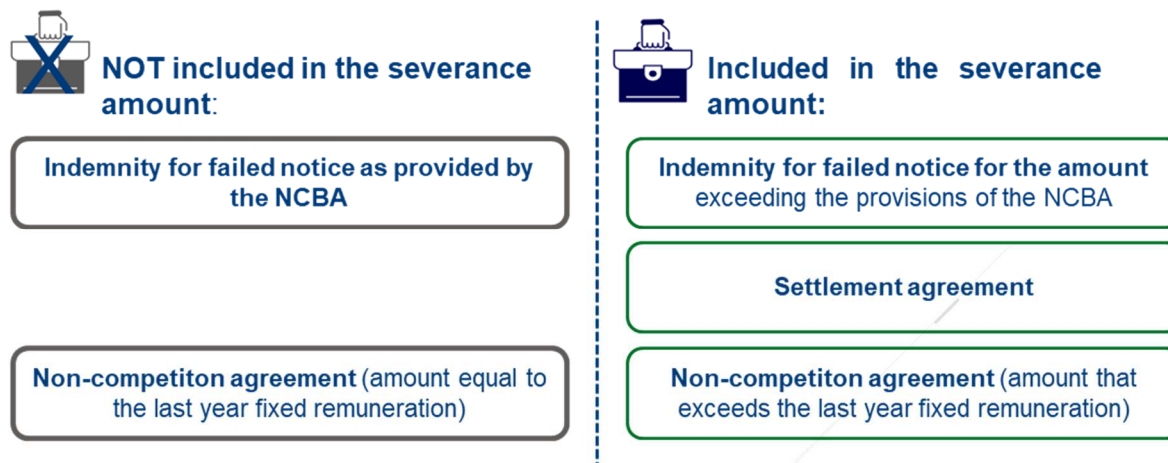 NOT included in the severance
amount:
Indemnity for failed notice as provided by
the NCBA
Non-competiton agreement (amount equal to
the last year fixed remuneration)
Included in the severance
amount:
Indemnity for failed notice for the amount
exceeding the provisions of the NCBA
Settlement agreement
Non-competiton agreement (amount that
exceeds the last year fixed remuneration)